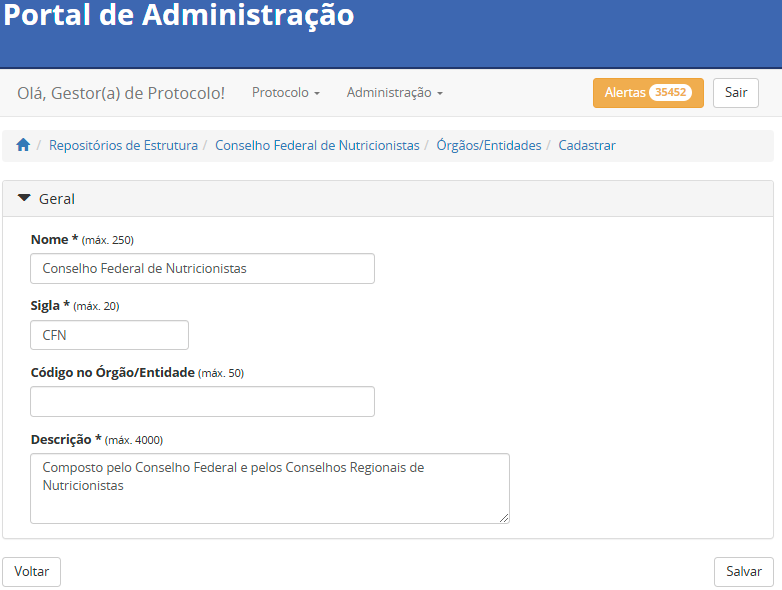 Portal de Administração
Olá, Gestor(a) de Protocolo! Protocolo Administração Alertas 35452 Sair
/ Repositórios de Estrutura / Conselho Federal de Nutricionistas / Órgãos/Entidades / Cadastrar
Geral
Nome * (máx. 250)
Conselho Federal de Nutricionistas
Sigla * (máx. 20)
CFN
Código no Órgão/Entidade (máx. 50)
Descrição * (máx. 4000)
Composto pelo Conselho Federal e pelos Conselhos Regionais de
Nutricionistas
Voltar Salvar